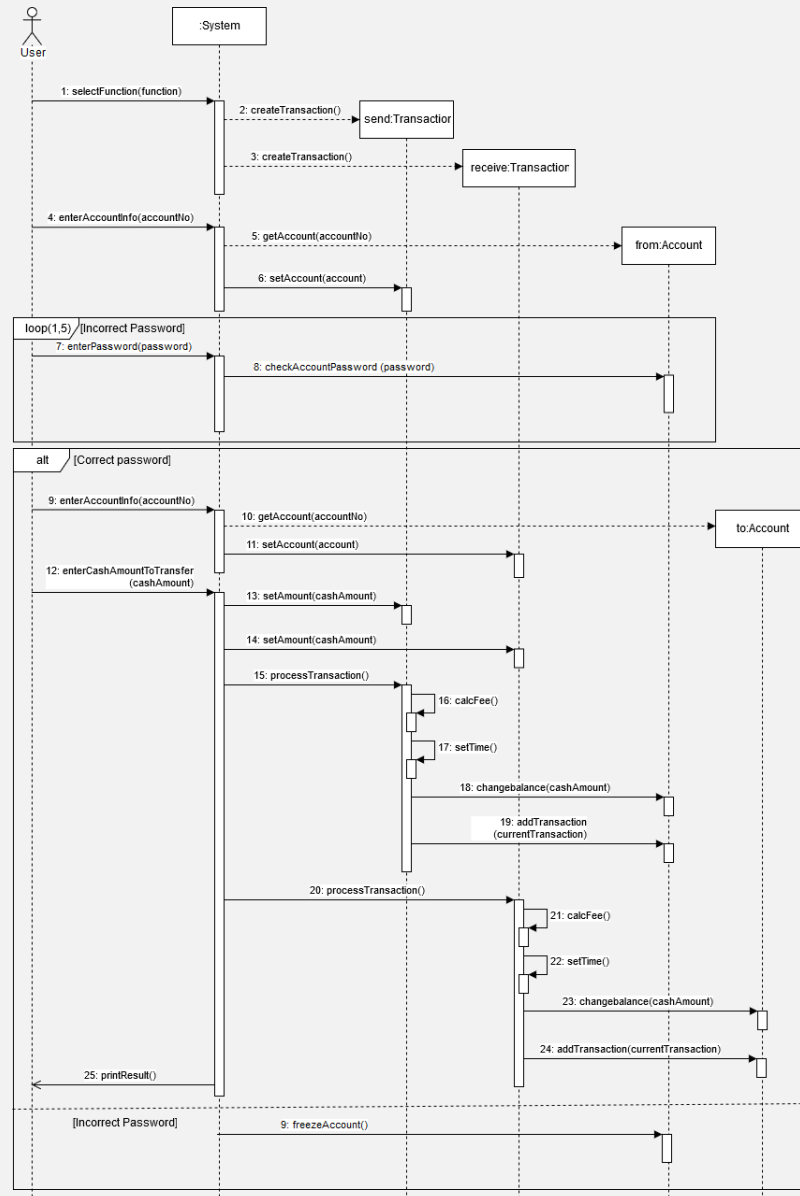 :System
User
1: selectFunction(function)
2: createTransaction()
send:Transaction
3: createTransaction()
receive:Transaction
4: enterAccountInfo(accountNo)
5: getAccount(accountNo)
from:Account
6: setAccount(account)
loop(1,5)
[Incorrect Password]
7: enterPassword(password)
8: checkAccountPassword (password)
alt
[Correct password]
9: enterAccountInfo(accountNo)
10: getAccount(accountNo)
to:Account
11: setAccount(account)
12: enterCashAmountToTransfer
(cashAmount)
13: setAmount(cashAmount)
14: setAmount(cashAmount)
15: processTransaction()
16: calcFee()
17: setTime()
18: changebalance(cashAmount)
19: addTransaction
(currentTransaction)
20: processTransaction()
21: calcFee()
22: setTime()
23: changebalance(cashAmount)
24: addTransaction(currentTransaction)
25: printResult()
[Incorrect Password]
9: freezeAccount()